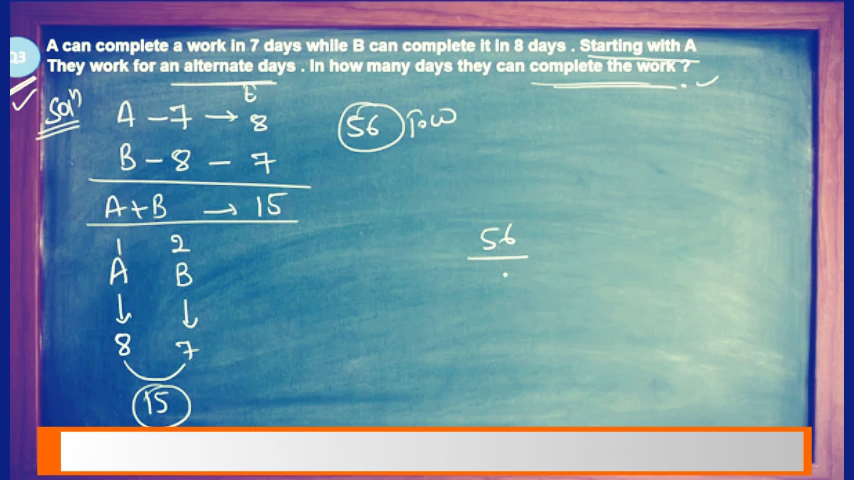 Q3
A can complete a work in 7 days while B can complete it in 8 days . Starting with A
They work for an alternate days . In how many days they can complete the work ?
Solⁿ
E
A – 7 → 8
56 T.W
B – 8 – 7
A+B → 15
1 2
A B
↓ ↓
8 7
15
56